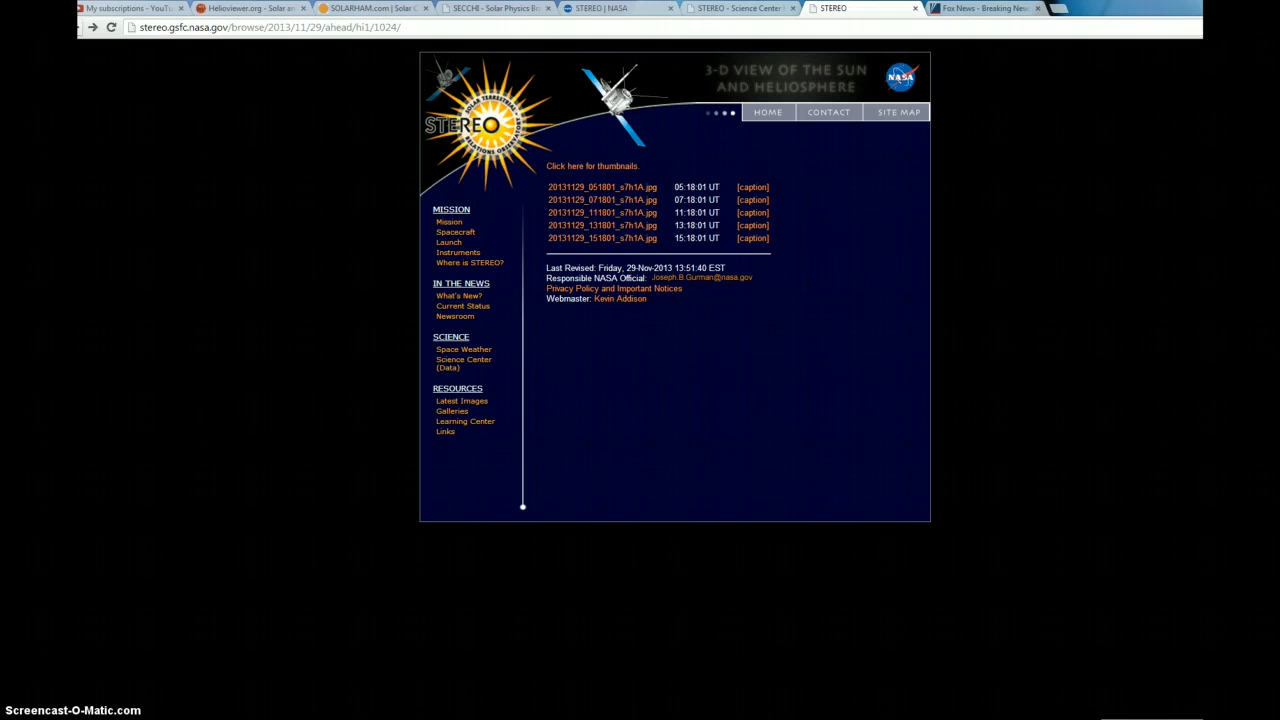 My subscriptions - YouTu
Helioviewer.org - Solar an
SOLARHAM.com | Solar C
SECCHI - Solar Physics Br
STEREO | NASA
STEREO - Science Center
STEREO
Fox News - Breaking New
stereo.gsfc.nasa.gov/browse/2013/11/29/ahead/hi1/1024/
3-D VIEW OF THE SUN
AND HELIOSPHERE
NASA
SOLAR TERRESTRIAL
STEREO
RELATIONS OBSERVATORY
HOME
CONTACT
SITE MAP
Click here for thumbnails.
20131129_051801_s7h1A.jpg 05:18:01 UT [caption]
20131129_071801_s7h1A.jpg 07:18:01 UT [caption]
20131129_111801_s7h1A.jpg 11:18:01 UT [caption]
20131129_131801_s7h1A.jpg 13:18:01 UT [caption]
20131129_151801_s7h1A.jpg 15:18:01 UT [caption]
Last Revised: Friday, 29-Nov-2013 13:51:40 EST
Responsible NASA Official: Joseph.B.Gurman@nasa.gov
Privacy Policy and Important Notices
Webmaster: Kevin Addison
MISSION
Mission
Spacecraft
Launch
Instruments
Where is STEREO?
IN THE NEWS
What's New?
Current Status
Newsroom
SCIENCE
Space Weather
Science Center
(Data)
RESOURCES
Latest Images
Galleries
Learning Center
Links
Screencast-O-Matic.com